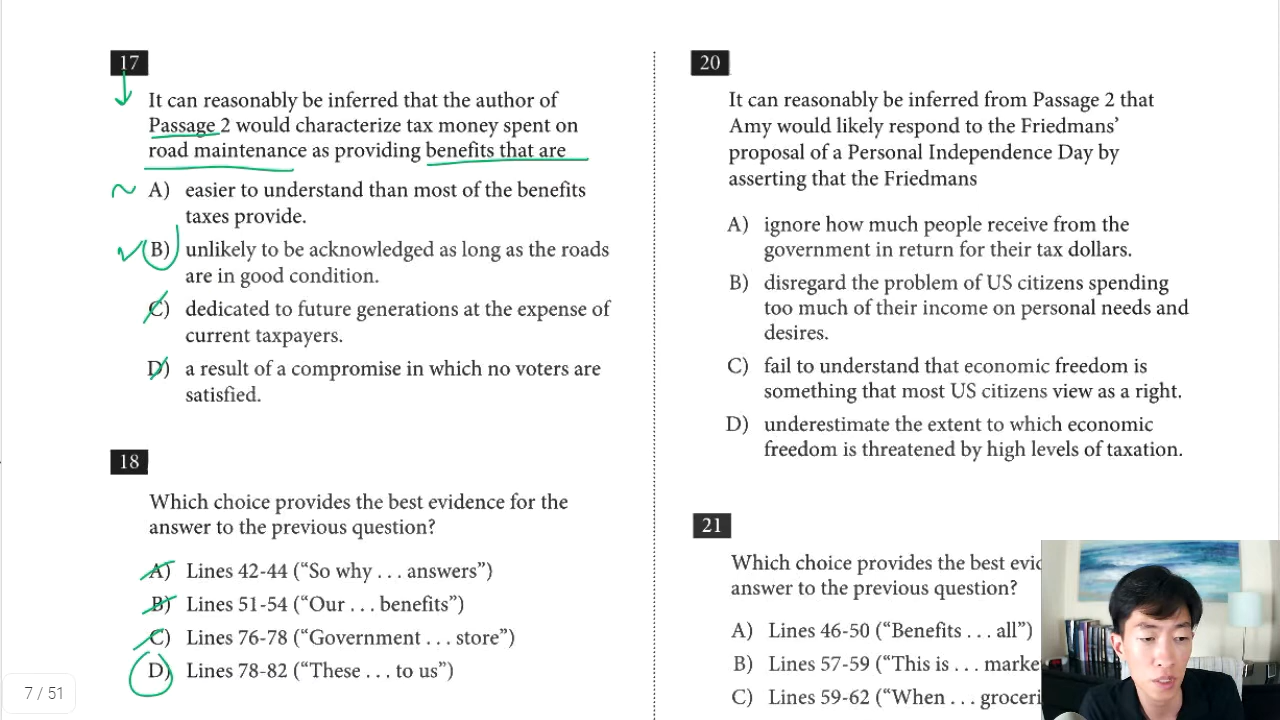 17
It can reasonably be inferred that the author of
Passage 2 would characterize tax money spent on
road maintenance as providing benefits that are
A) easier to understand than most of the benefits
taxes provide.
B) unlikely to be acknowledged as long as the roads
are in good condition.
C) dedicated to future generations at the expense of
current taxpayers.
D) a result of a compromise in which no voters are
satisfied.
18
Which choice provides the best evidence for the
answer to the previous question?
A) Lines 42-44 (“So why . . . answers”)
B) Lines 51-54 (“Our . . . benefits”)
C) Lines 76-78 (“Government . . . store”)
D) Lines 78-82 (“These . . . to us”)
7 / 51
20
It can reasonably be inferred from Passage 2 that
Amy would likely respond to the Friedmans’
proposal of a Personal Independence Day by
asserting that the Friedmans
A) ignore how much people receive from the
government in return for their tax dollars.
B) disregard the problem of US citizens spending
too much of their income on personal needs and
desires.
C) fail to understand that economic freedom is
something that most US citizens view as a right.
D) underestimate the extent to which economic
freedom is threatened by high levels of taxation.
21
Which choice provides the best evid
answer to the previous question?
A) Lines 46-50 (“Benefits . . . all”)
B) Lines 57-59 (“This is . . . marke
C) Lines 59-62 (“When . . . groceri